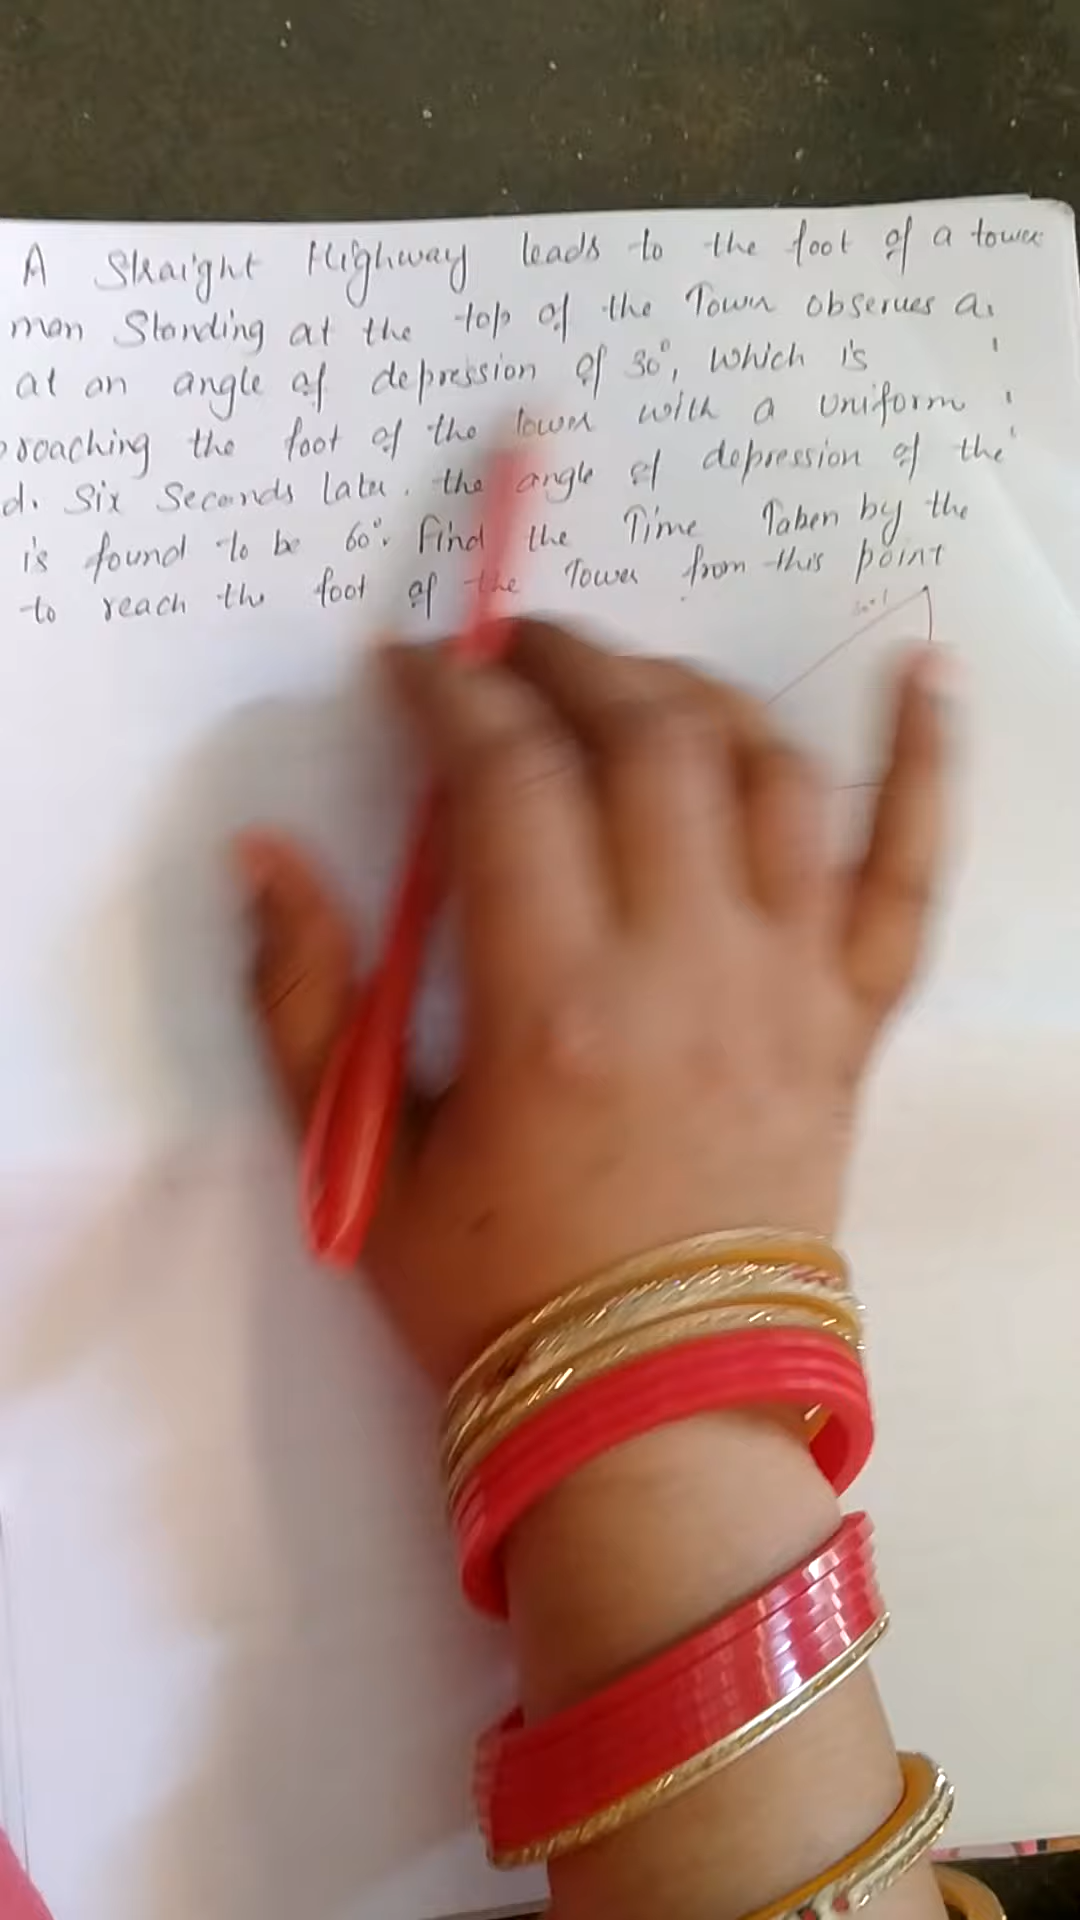 A Straight Highway leads to the foot of a tower
man Standing at the top of the Tower observes a
at an angle of depression of 30°, which is
proaching the foot of the tower with a uniform
d. Six Seconds later. the angle of depression of the
is found to be 60°. Find the Time Taken by the
to reach the foot of the Tower from this point